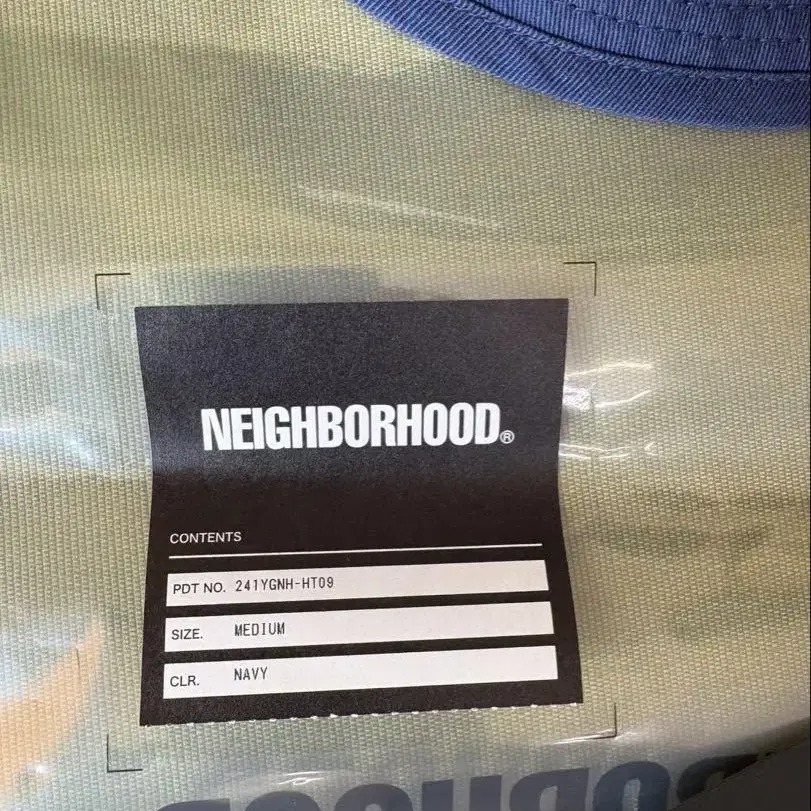 NEIGHBORHOOD®
CONTENTS
PDT NO. 241YGNH-HT09
SIZE. MEDIUM
CLR. NAVY